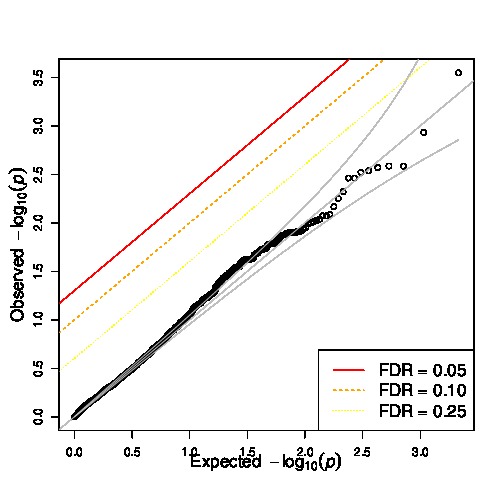 Observed −log10(p)
3.5
3.0
2.5
2.0
1.5
1.0
0.5
0.0
FDR = 0.05
FDR = 0.10
FDR = 0.25
0.0 0.5 1.0 1.5 2.0 2.5 3.0
Expected −log10(p)